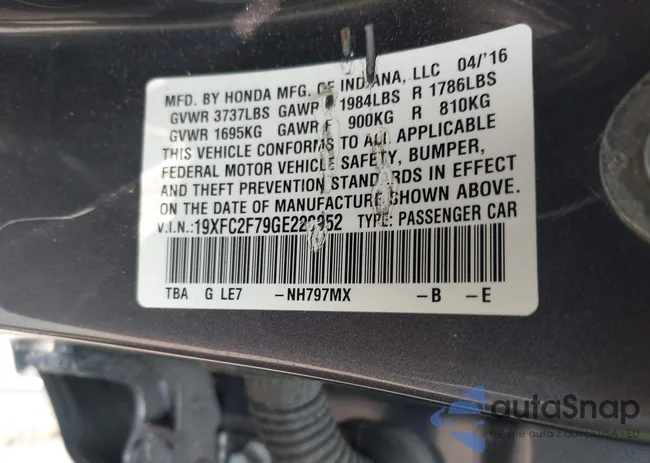 MFD. BY HONDA MFG. OF INDIANA, LLC 04/'16
GVWR 3737LBS GAWR F 1984LBS R 1786LBS
GVWR 1695KG GAWR F 900KG R 810KG
THIS VEHICLE CONFORMS TO ALL APPLICABLE
FEDERAL MOTOR VEHICLE SAFETY, BUMPER,
AND THEFT PREVENTION STANDARDS IN EFFECT
ON THE DATE OF MANUFACTURE SHOWN ABOVE.
V.I.N.: TYPE: PASSENGER CAR
TBA G LE7 -NH797MX -B -E
autoSnap